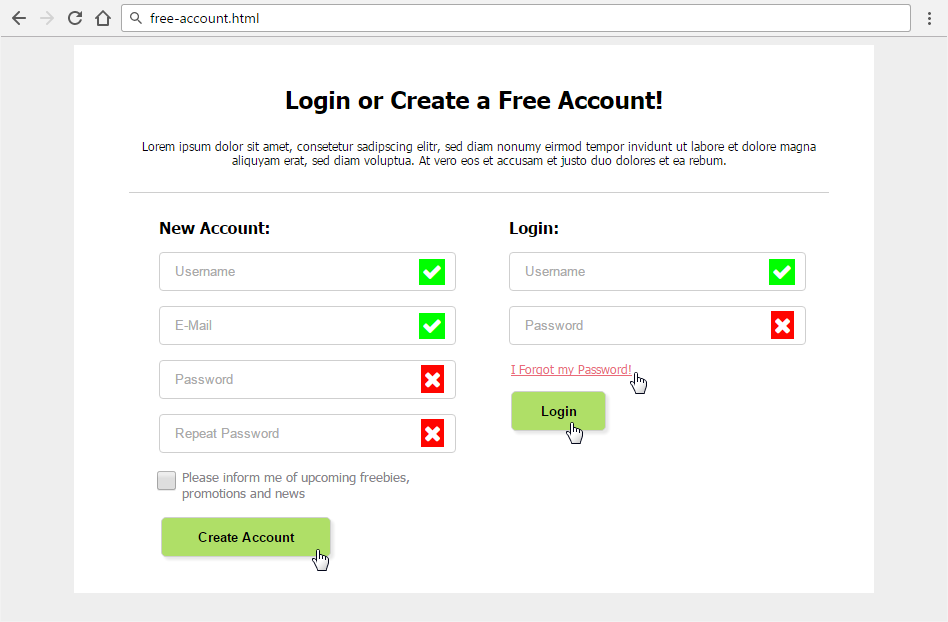 free-account.html
Login or Create a Free Account!
Lorem ipsum dolor sit amet, consetetur sadipscing elitr, sed diam nonumy eirmod tempor invidunt ut labore et dolore magna
aliquyam erat, sed diam voluptua. At vero eos et accusam et justo duo dolores et ea rebum.
New Account:
Username
E-Mail
Password
Repeat Password
Please inform me of upcoming freebies,
promotions and news
Create Account
Login:
Username
Password
I Forgot my Password!
Login